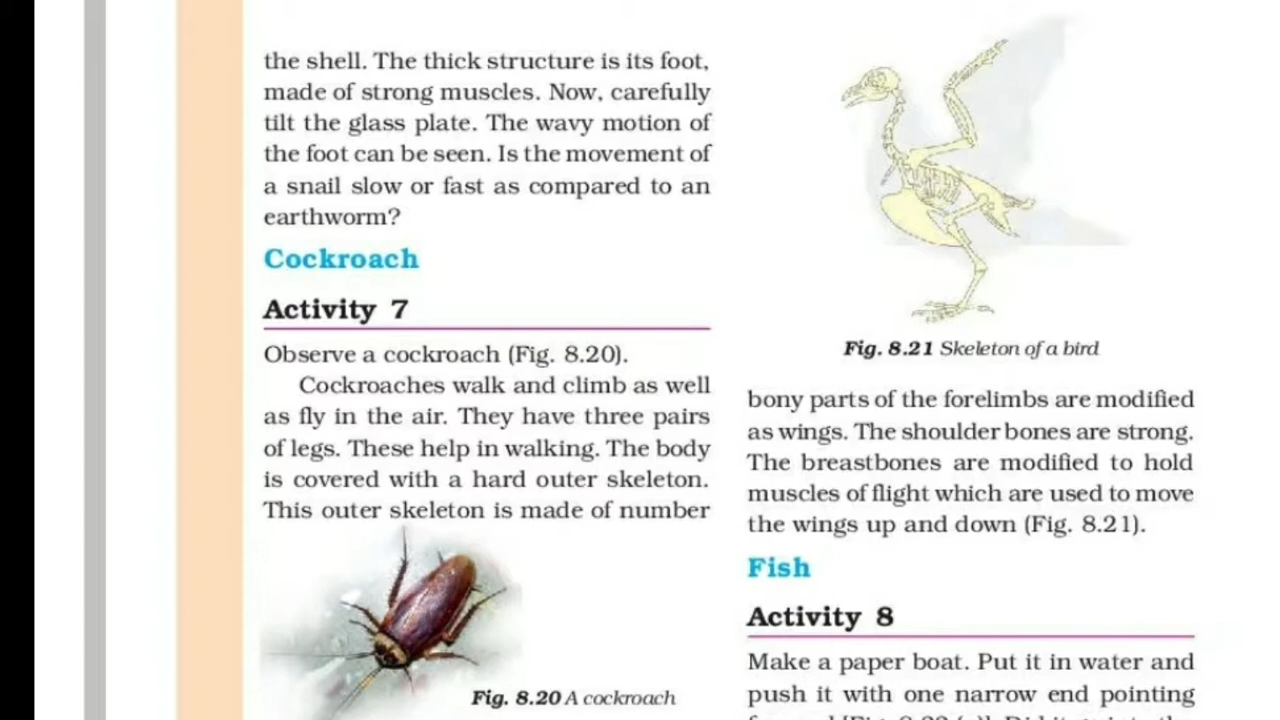 the shell. The thick structure is its foot,
made of strong muscles. Now, carefully
tilt the glass plate. The wavy motion of
the foot can be seen. Is the movement of
a snail slow or fast as compared to an
earthworm?
Cockroach
Activity 7
Observe a cockroach (Fig. 8.20).
Cockroaches walk and climb as well
as fly in the air. They have three pairs
of legs. These help in walking. The body
is covered with a hard outer skeleton.
This outer skeleton is made of number
Fig. 8.20 A cockroach
Fig. 8.21 Skeleton of a bird
bony parts of the forelimbs are modified
as wings. The shoulder bones are strong.
The breastbones are modified to hold
muscles of flight which are used to move
the wings up and down (Fig. 8.21).
Fish
Activity 8
Make a paper boat. Put it in water and
push it with one narrow end pointing